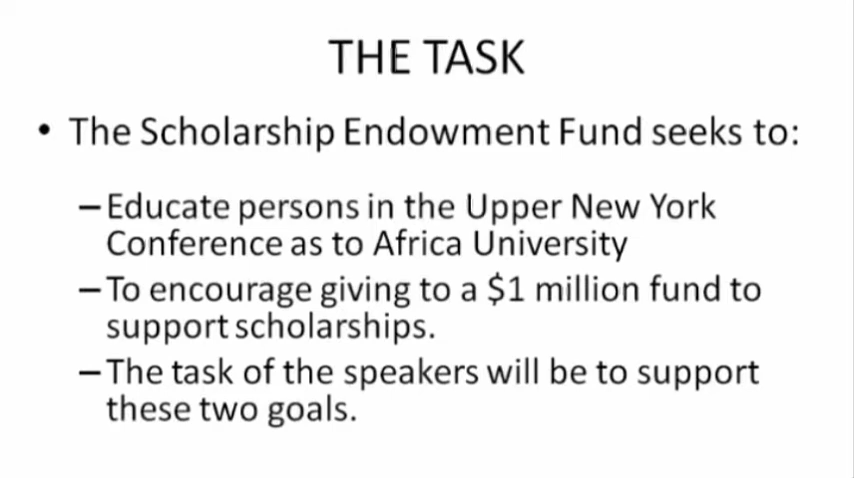 THE TASK
• The Scholarship Endowment Fund seeks to:
–Educate persons in the Upper New York
Conference as to Africa University
–To encourage giving to a $1 million fund to
support scholarships.
–The task of the speakers will be to support
these two goals.